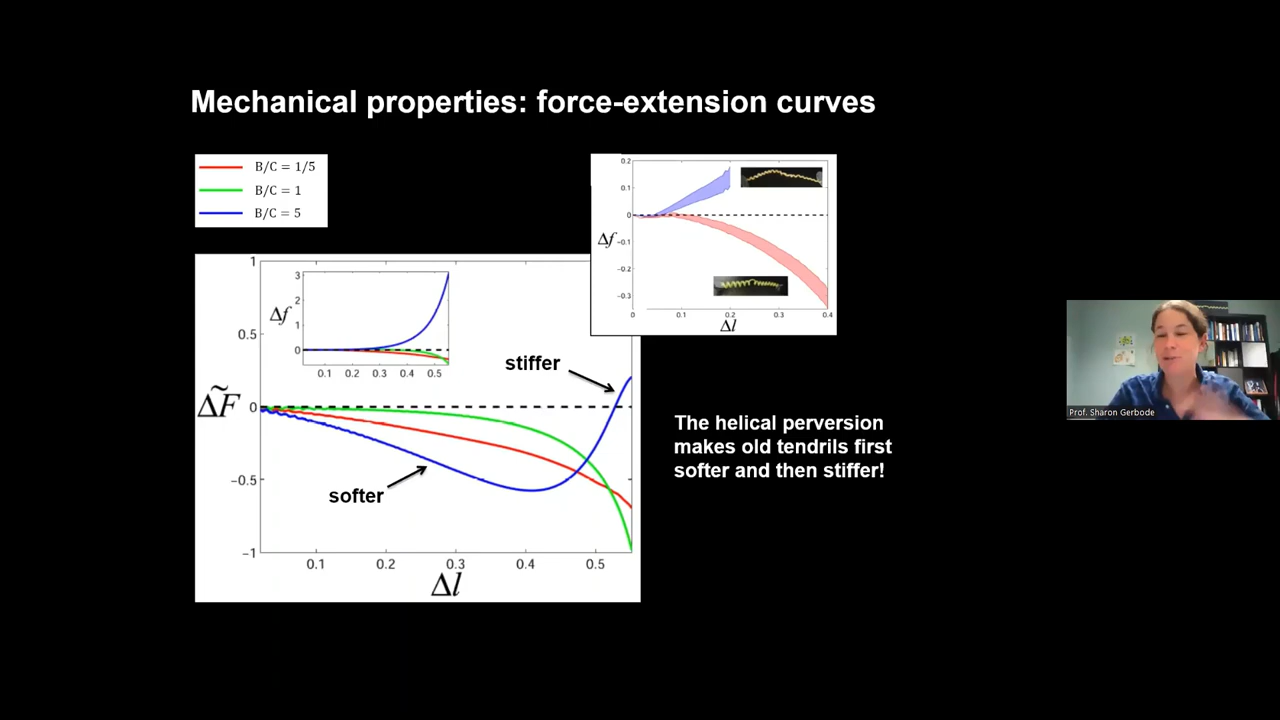 Mechanical properties: force-extension curves
B/C = 1/5
B/C = 1
B/C = 5
0.2
0.1
0
−0.1
−0.2
−0.3
Δf
0
0.1
0.2
0.3
0.4
Δl
1
0.5
0
−0.5
−1
ΔF̃
3
2
1
0
Δf
0.1
0.2
0.3
0.4
0.5
stiffer
softer
0.1
0.2
0.3
0.4
0.5
Δl
The helical perversion
makes old tendrils first
softer and then stiffer!
Prof. Sharon Gerbode